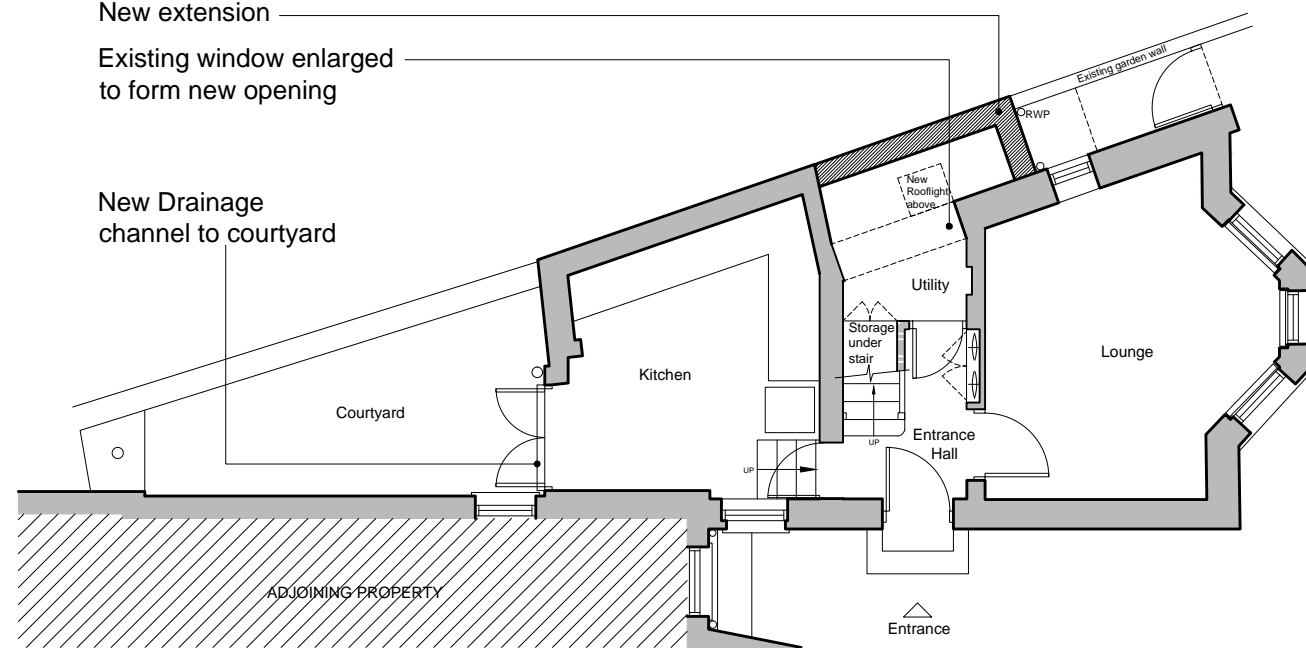 New extension
Existing window enlarged
to form new opening
New Drainage
channel to courtyard
Existing garden wall
RWP
New
Rooflight
above
Utility
Storage
under
stair
Lounge
Kitchen
Courtyard
Entrance
Hall
UP
UP
ADJOINING PROPERTY
Entrance